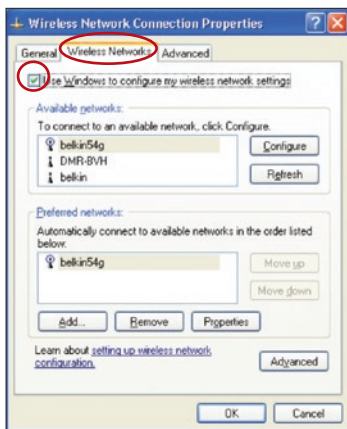 Wireless Network Connection Properties
General Wireless Networks Advanced
Use Windows to configure my wireless network settings
Available networks:
To connect to an available network, click Configure.
belkin54g
DMR-BVH
belkin
Configure
Refresh
Preferred networks:
Automatically connect to available networks in the order listed
below:
belkin54g
Move up
Move down
Add... Remove Properties
Learn about setting up wireless network
configuration.
Advanced
OK Cancel